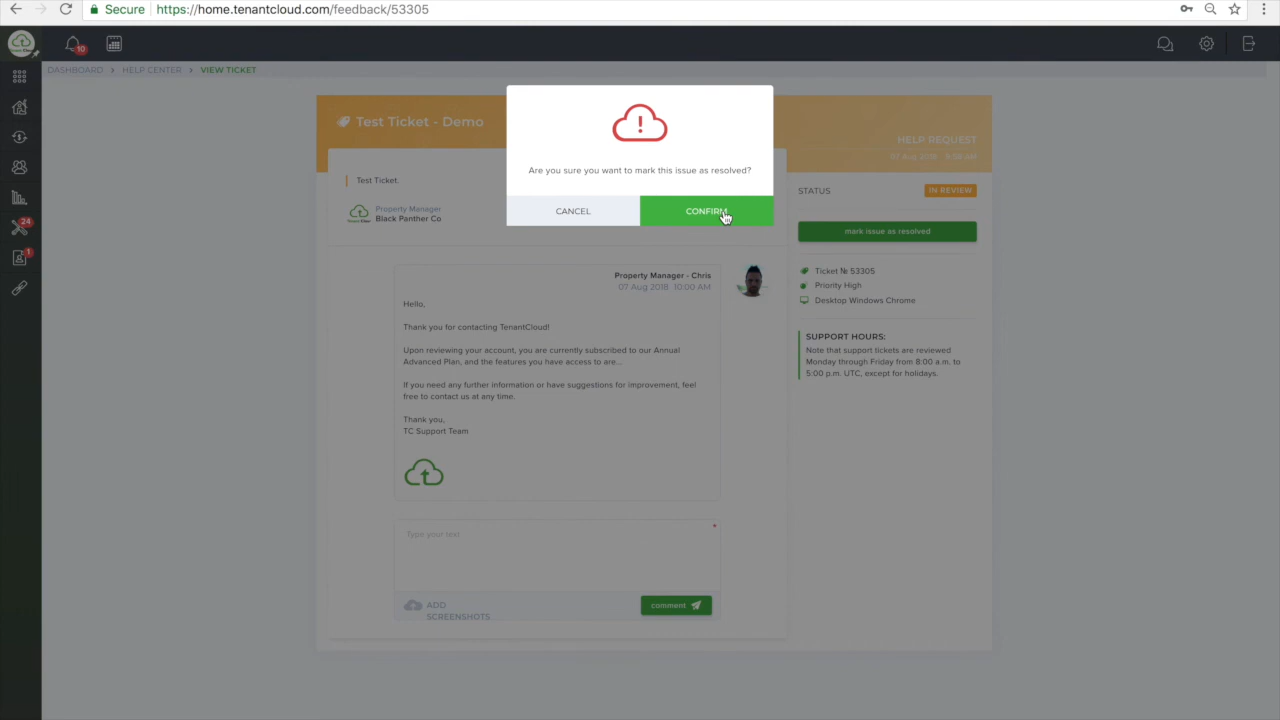 Secure https://home.tenantcloud.com/feedback/53305
10
DASHBOARD > HELP CENTER > VIEW TICKET
Test Ticket - Demo
HELP REQUEST
07 Aug 2018 - 9:58 AM
Are you sure you want to mark this issue as resolved?
CANCEL
CONFIRM
Test Ticket.
Property Manager
Black Panther Co
STATUS
IN REVIEW
mark issue as resolved
24
1
Property Manager - Chris
07 Aug 2018 10:00 AM
Hello,
Thank you for contacting TenantCloud!
Upon reviewing your account, you are currently subscribed to our Annual
Advanced Plan, and the features you have access to are...
If you need any further information or have suggestions for improvement, feel
free to contact us at any time.
Thank you,
TC Support Team
Ticket № 53305
Priority High
Desktop Windows Chrome
SUPPORT HOURS:
Note that support tickets are reviewed
Monday through Friday from 8:00 a.m. to
5:00 p.m. UTC, except for holidays.
Type your text
*
ADD
SCREENSHOTS
comment